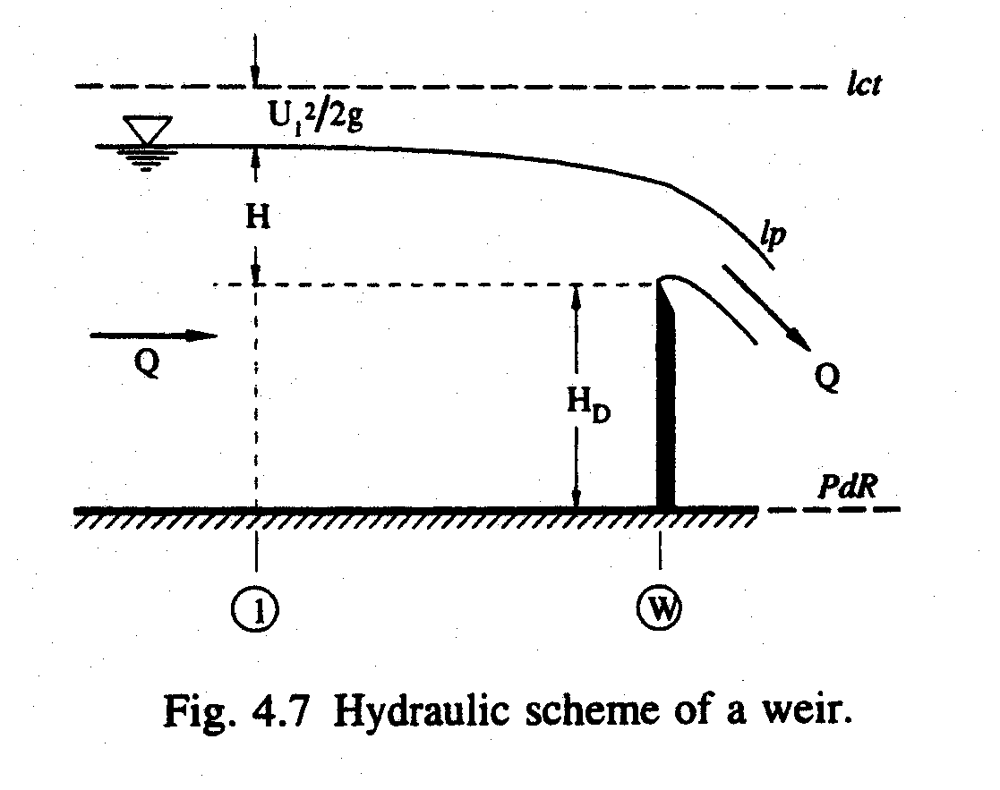 lct
U₁²/2g
H
lp
Q
Q
H_D
PdR
1
W
Fig. 4.7 Hydraulic scheme of a weir.